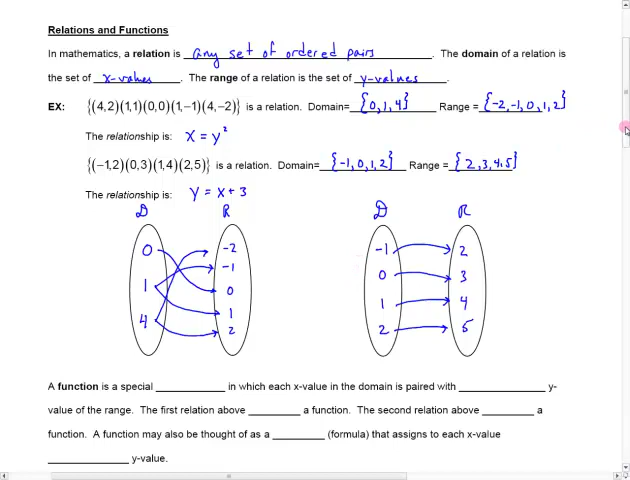 Relations and Functions
In mathematics, a relation is any set of ordered pairs. The domain of a relation is
the set of x-values. The range of a relation is the set of y-values.
EX: {(4,2)(1,1)(0,0)(1,−1)(4,−2)} is a relation. Domain={0,1,4} Range = {-2,-1,0,1,2}
The relationship is: x = y²
{(−1,2)(0,3)(1,4)(2,5)} is a relation. Domain={-1,0,1,2} Range = {2,3,4,5}
The relationship is: y = x + 3
D R D R
0 -2 -1 2
1 -1 0 3
4 0 1 4
1 2 5
2
A function is a special ____________ in which each x-value in the domain is paired with ______________ y-
value of the range. The first relation above _________ a function. The second relation above _________ a
function. A function may also be thought of as a _________ (formula) that assigns to each x-value
______________ y-value.